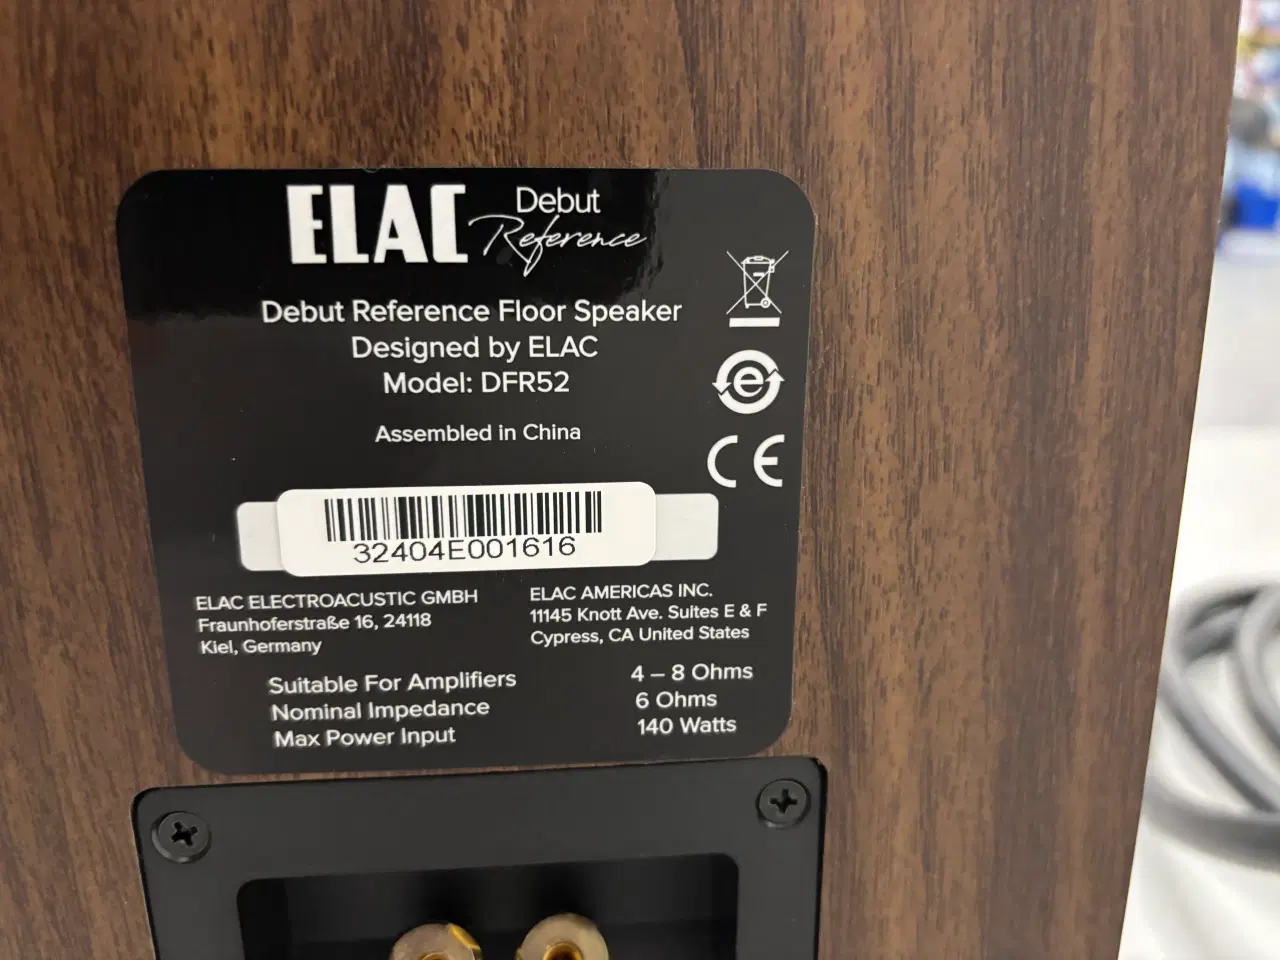 ELAC Debut
Reference
Debut Reference Floor Speaker
Designed by ELAC
Model: DFR52
Assembled in China
32404E001616
ELAC ELECTROACUSTIC GMBH
Fraunhoferstraße 16, 24118
Kiel, Germany
ELAC AMERICAS INC.
11145 Knott Ave. Suites E & F
Cypress, CA United States
Suitable For Amplifiers 4 – 8 Ohms
Nominal Impedance 6 Ohms
Max Power Input 140 Watts
e
CE